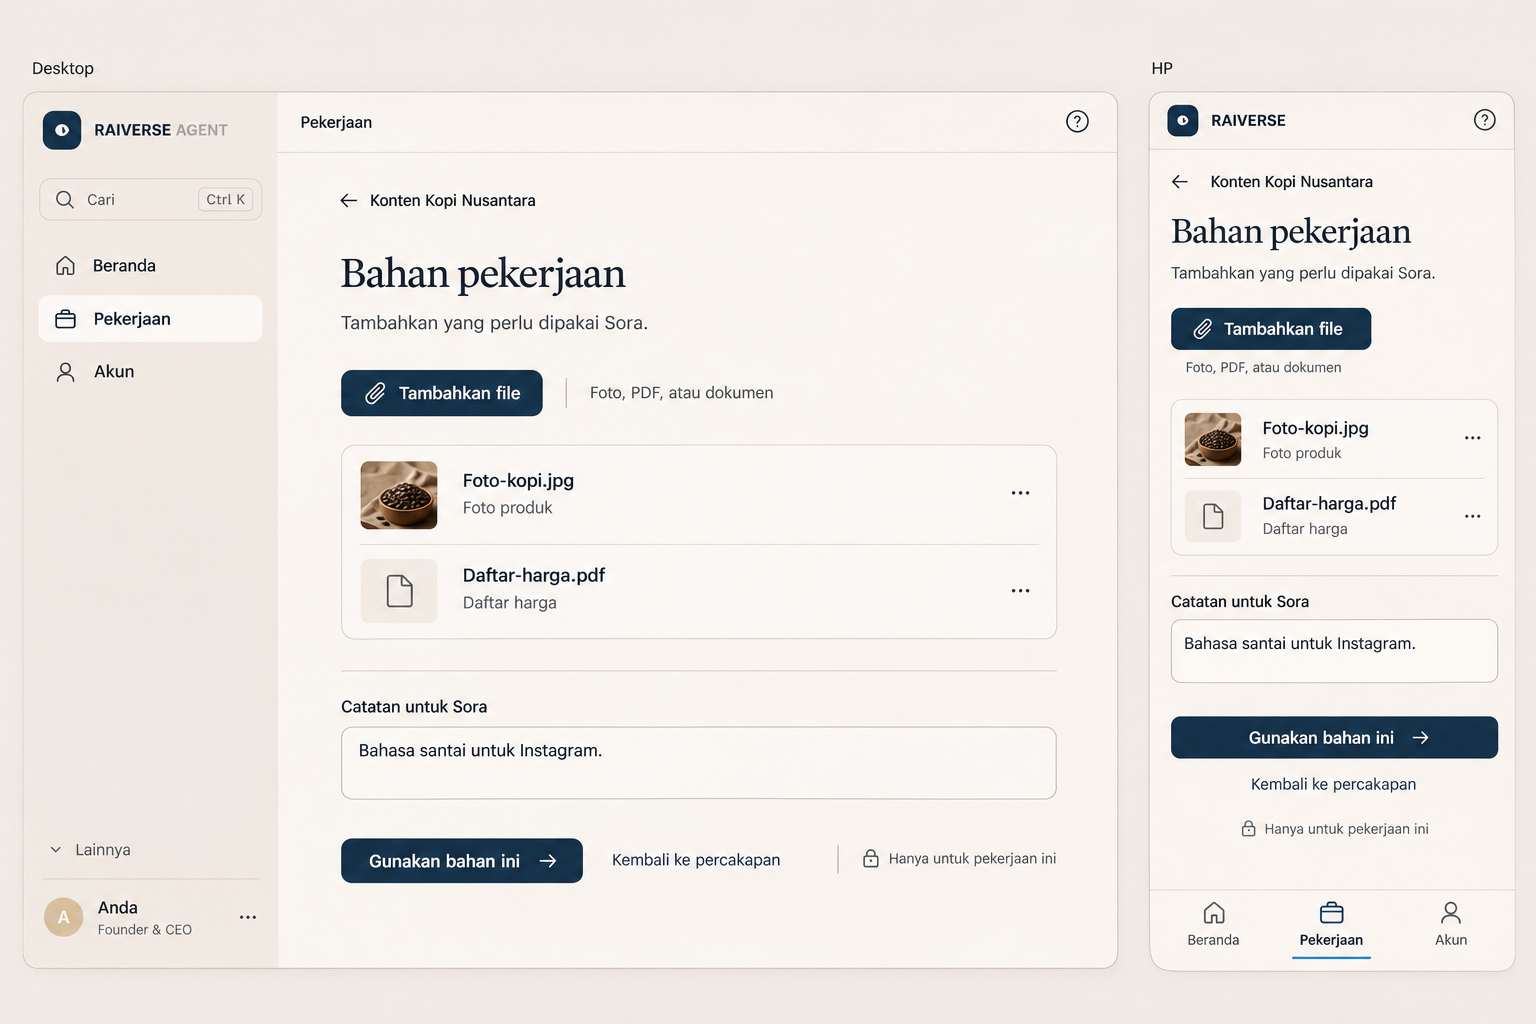 Desktop
RAIVERSE AGENT
Cari
Ctrl K
Beranda
Pekerjaan
Akun
Lainnya
A
Anda
Founder & CEO
Pekerjaan
?
Konten Kopi Nusantara
Bahan pekerjaan
Tambahkan yang perlu dipakai Sora.
Tambahkan file
Foto, PDF, atau dokumen
Foto-kopi.jpg
Foto produk
Daftar-harga.pdf
Daftar harga
Catatan untuk Sora
Bahasa santai untuk Instagram.
Gunakan bahan ini
Kembali ke percakapan
Hanya untuk pekerjaan ini
HP
RAIVERSE
?
Konten Kopi Nusantara
Bahan pekerjaan
Tambahkan yang perlu dipakai Sora.
Tambahkan file
Foto, PDF, atau dokumen
Foto-kopi.jpg
Foto produk
Daftar-harga.pdf
Daftar harga
Catatan untuk Sora
Bahasa santai untuk Instagram.
Gunakan bahan ini
Kembali ke percakapan
Hanya untuk pekerjaan ini
Beranda
Pekerjaan
Akun